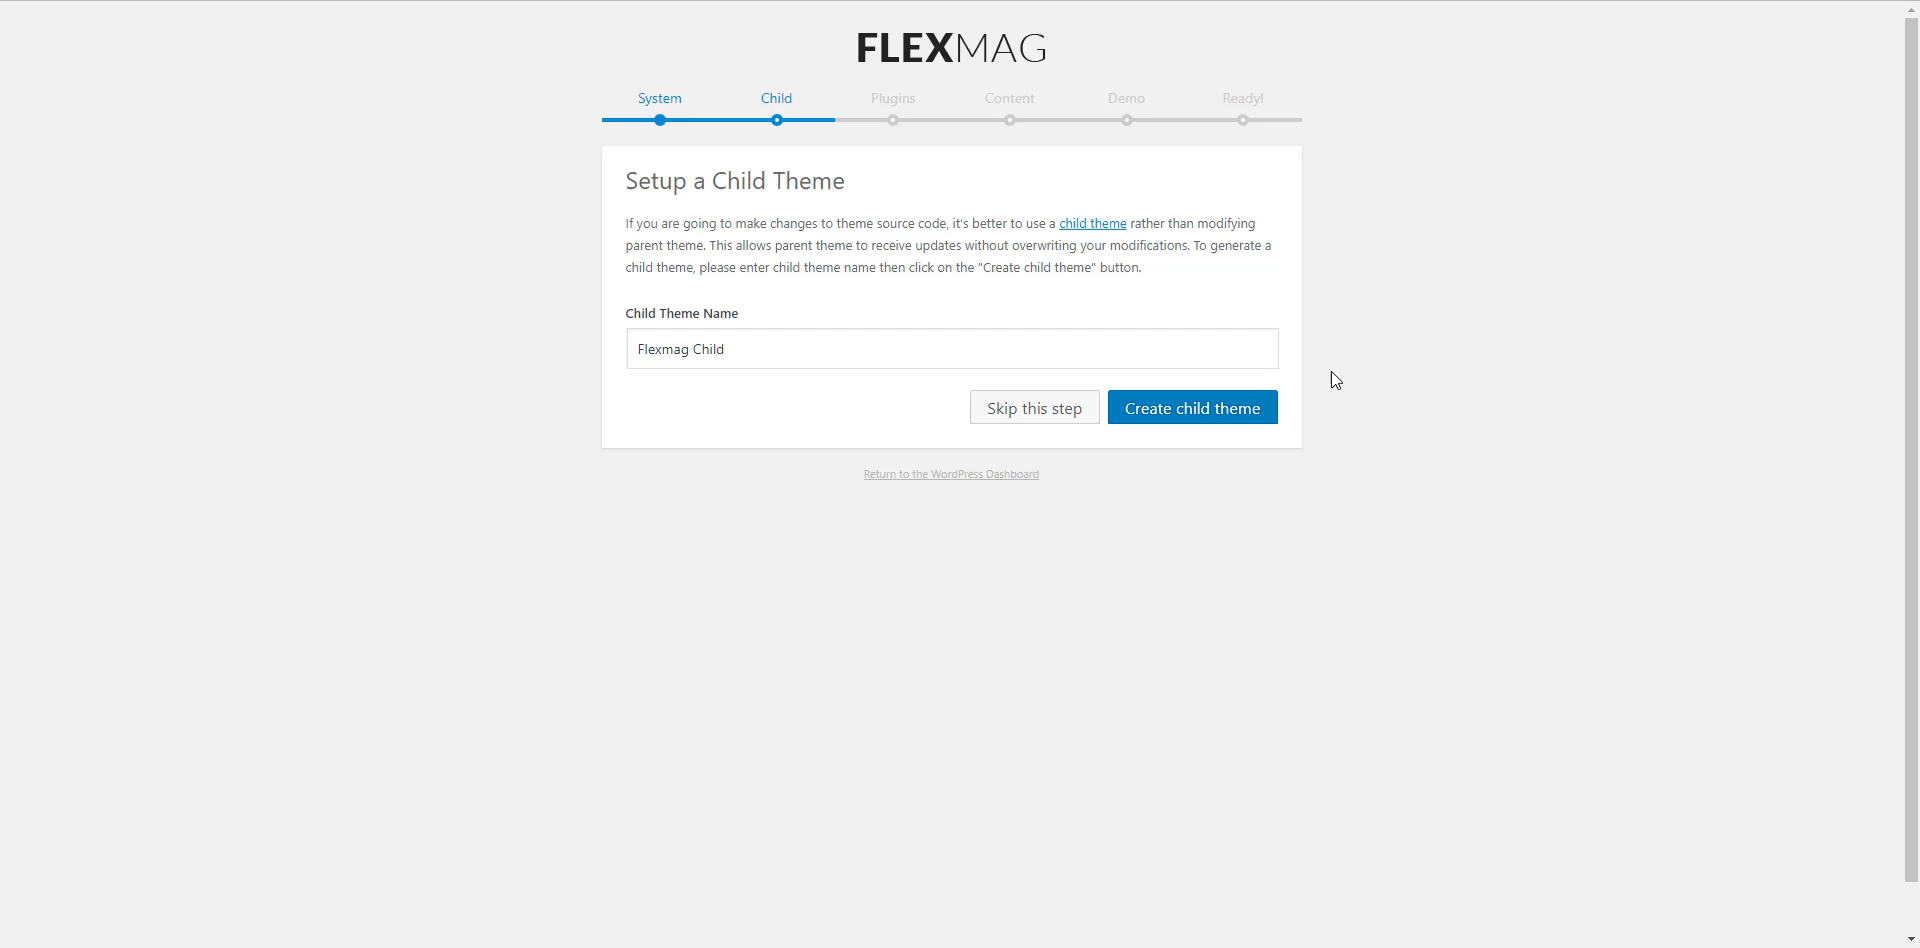 FLEXMAG
System Child Plugins Content Demo Ready!
Setup a Child Theme
If you are going to make changes to theme source code, it's better to use a child theme rather than modifying
parent theme. This allows parent theme to receive updates without overwriting your modifications. To generate a
child theme, please enter child theme name then click on the "Create child theme" button.
Child Theme Name
Flexmag Child
Skip this step Create child theme
Return to the WordPress Dashboard